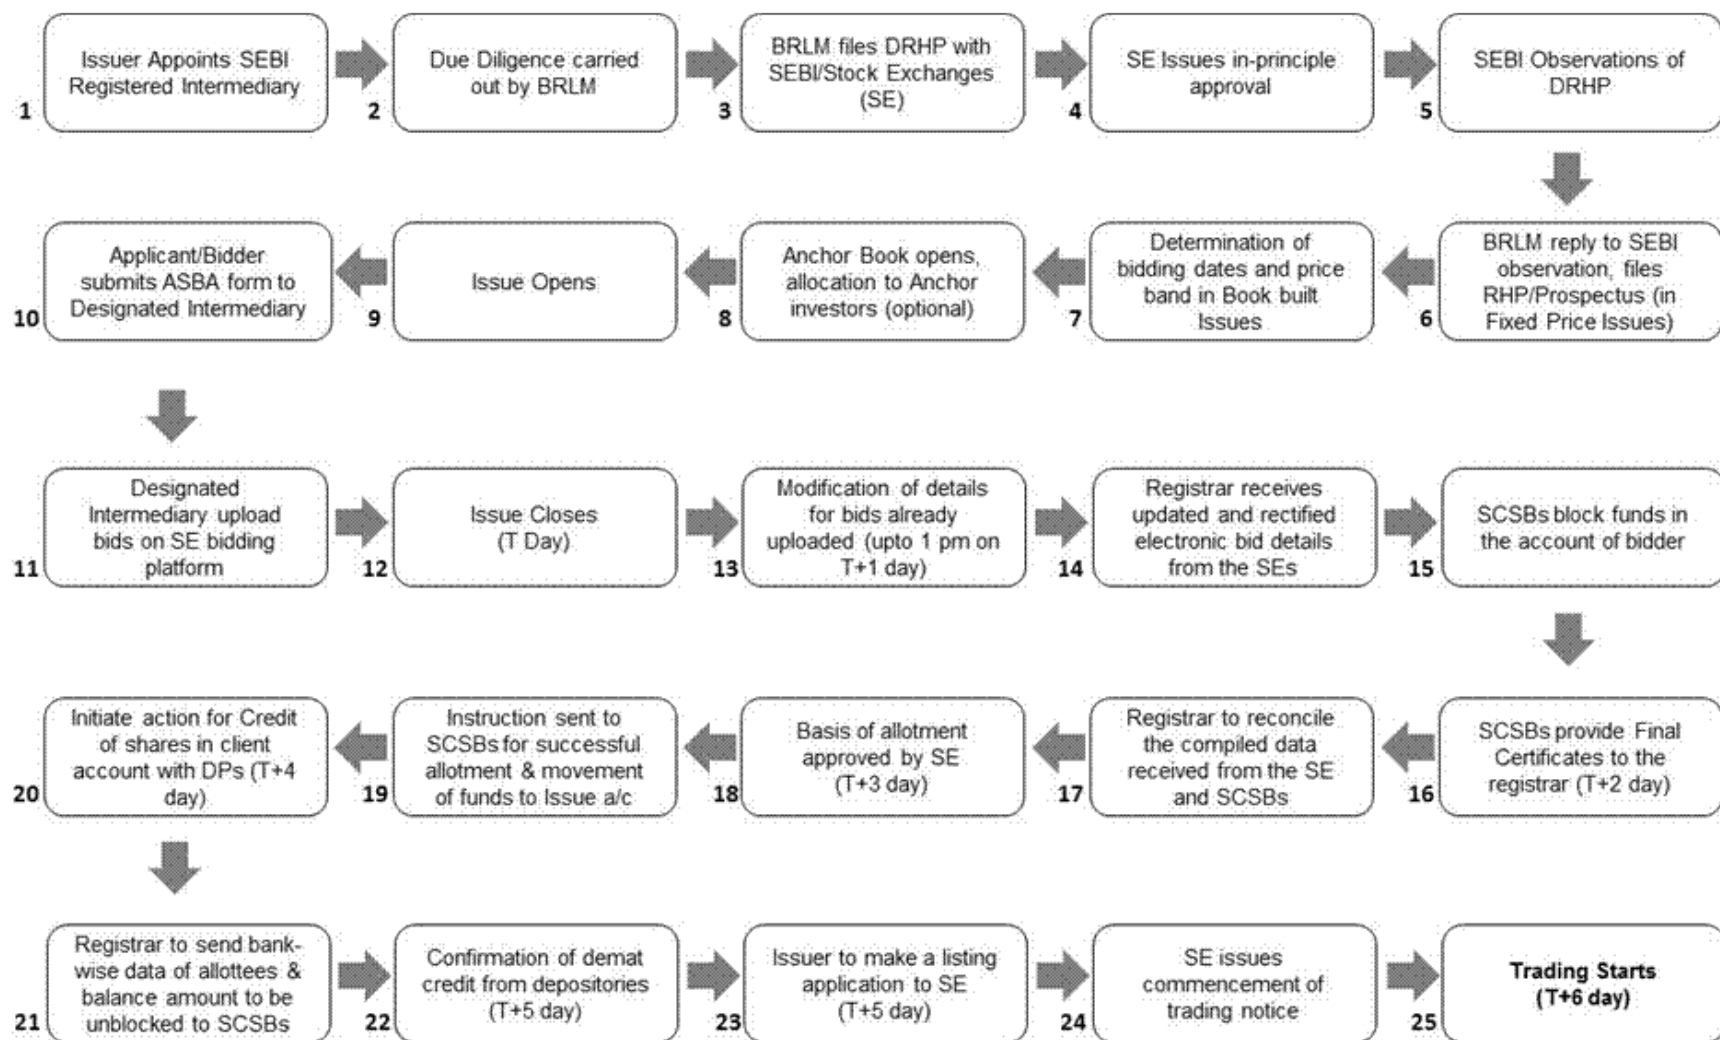 Issuer Appoints SEBI
Registered Intermediary
1
Due Diligence carried
out by BRLM
2
BRLM files DRHP with
SEBI/Stock Exchanges
(SE)
3
SE Issues in-principle
approval
4
SEBI Observations of
DRHP
5
BRLM reply to SEBI
observation, files
RHP/Prospectus (in
Fixed Price Issues)
6
Determination of
bidding dates and price
band in Book built
Issues
7
Anchor Book opens,
allocation to Anchor
investors (optional)
8
Issue Opens
9
Applicant/Bidder
submits ASBA form to
Designated Intermediary
10
Designated
Intermediary upload
bids on SE bidding
platform
11
Issue Closes
(T Day)
12
Modification of details
for bids already
uploaded (upto 1 pm on
T+1 day)
13
Registrar receives
updated and rectified
electronic bid details
from the SEs
14
SCSBs block funds in
the account of bidder
15
SCSBs provide Final
Certificates to the
registrar (T+2 day)
16
Registrar to reconcile
the compiled data
received from the SE
and SCSBs
17
Basis of allotment
approved by SE
(T+3 day)
18
Instruction sent to
SCSBs for successful
allotment & movement
of funds to Issue a/c
19
Initiate action for Credit
of shares in client
account with DPs (T+4
day)
20
Registrar to send bank-
wise data of allottees &
balance amount to be
unblocked to SCSBs
21
Confirmation of demat
credit from depositories
(T+5 day)
22
Issuer to make a listing
application to SE
(T+5 day)
23
SE issues
commencement of
trading notice
24
Trading Starts
(T+6 day)
25